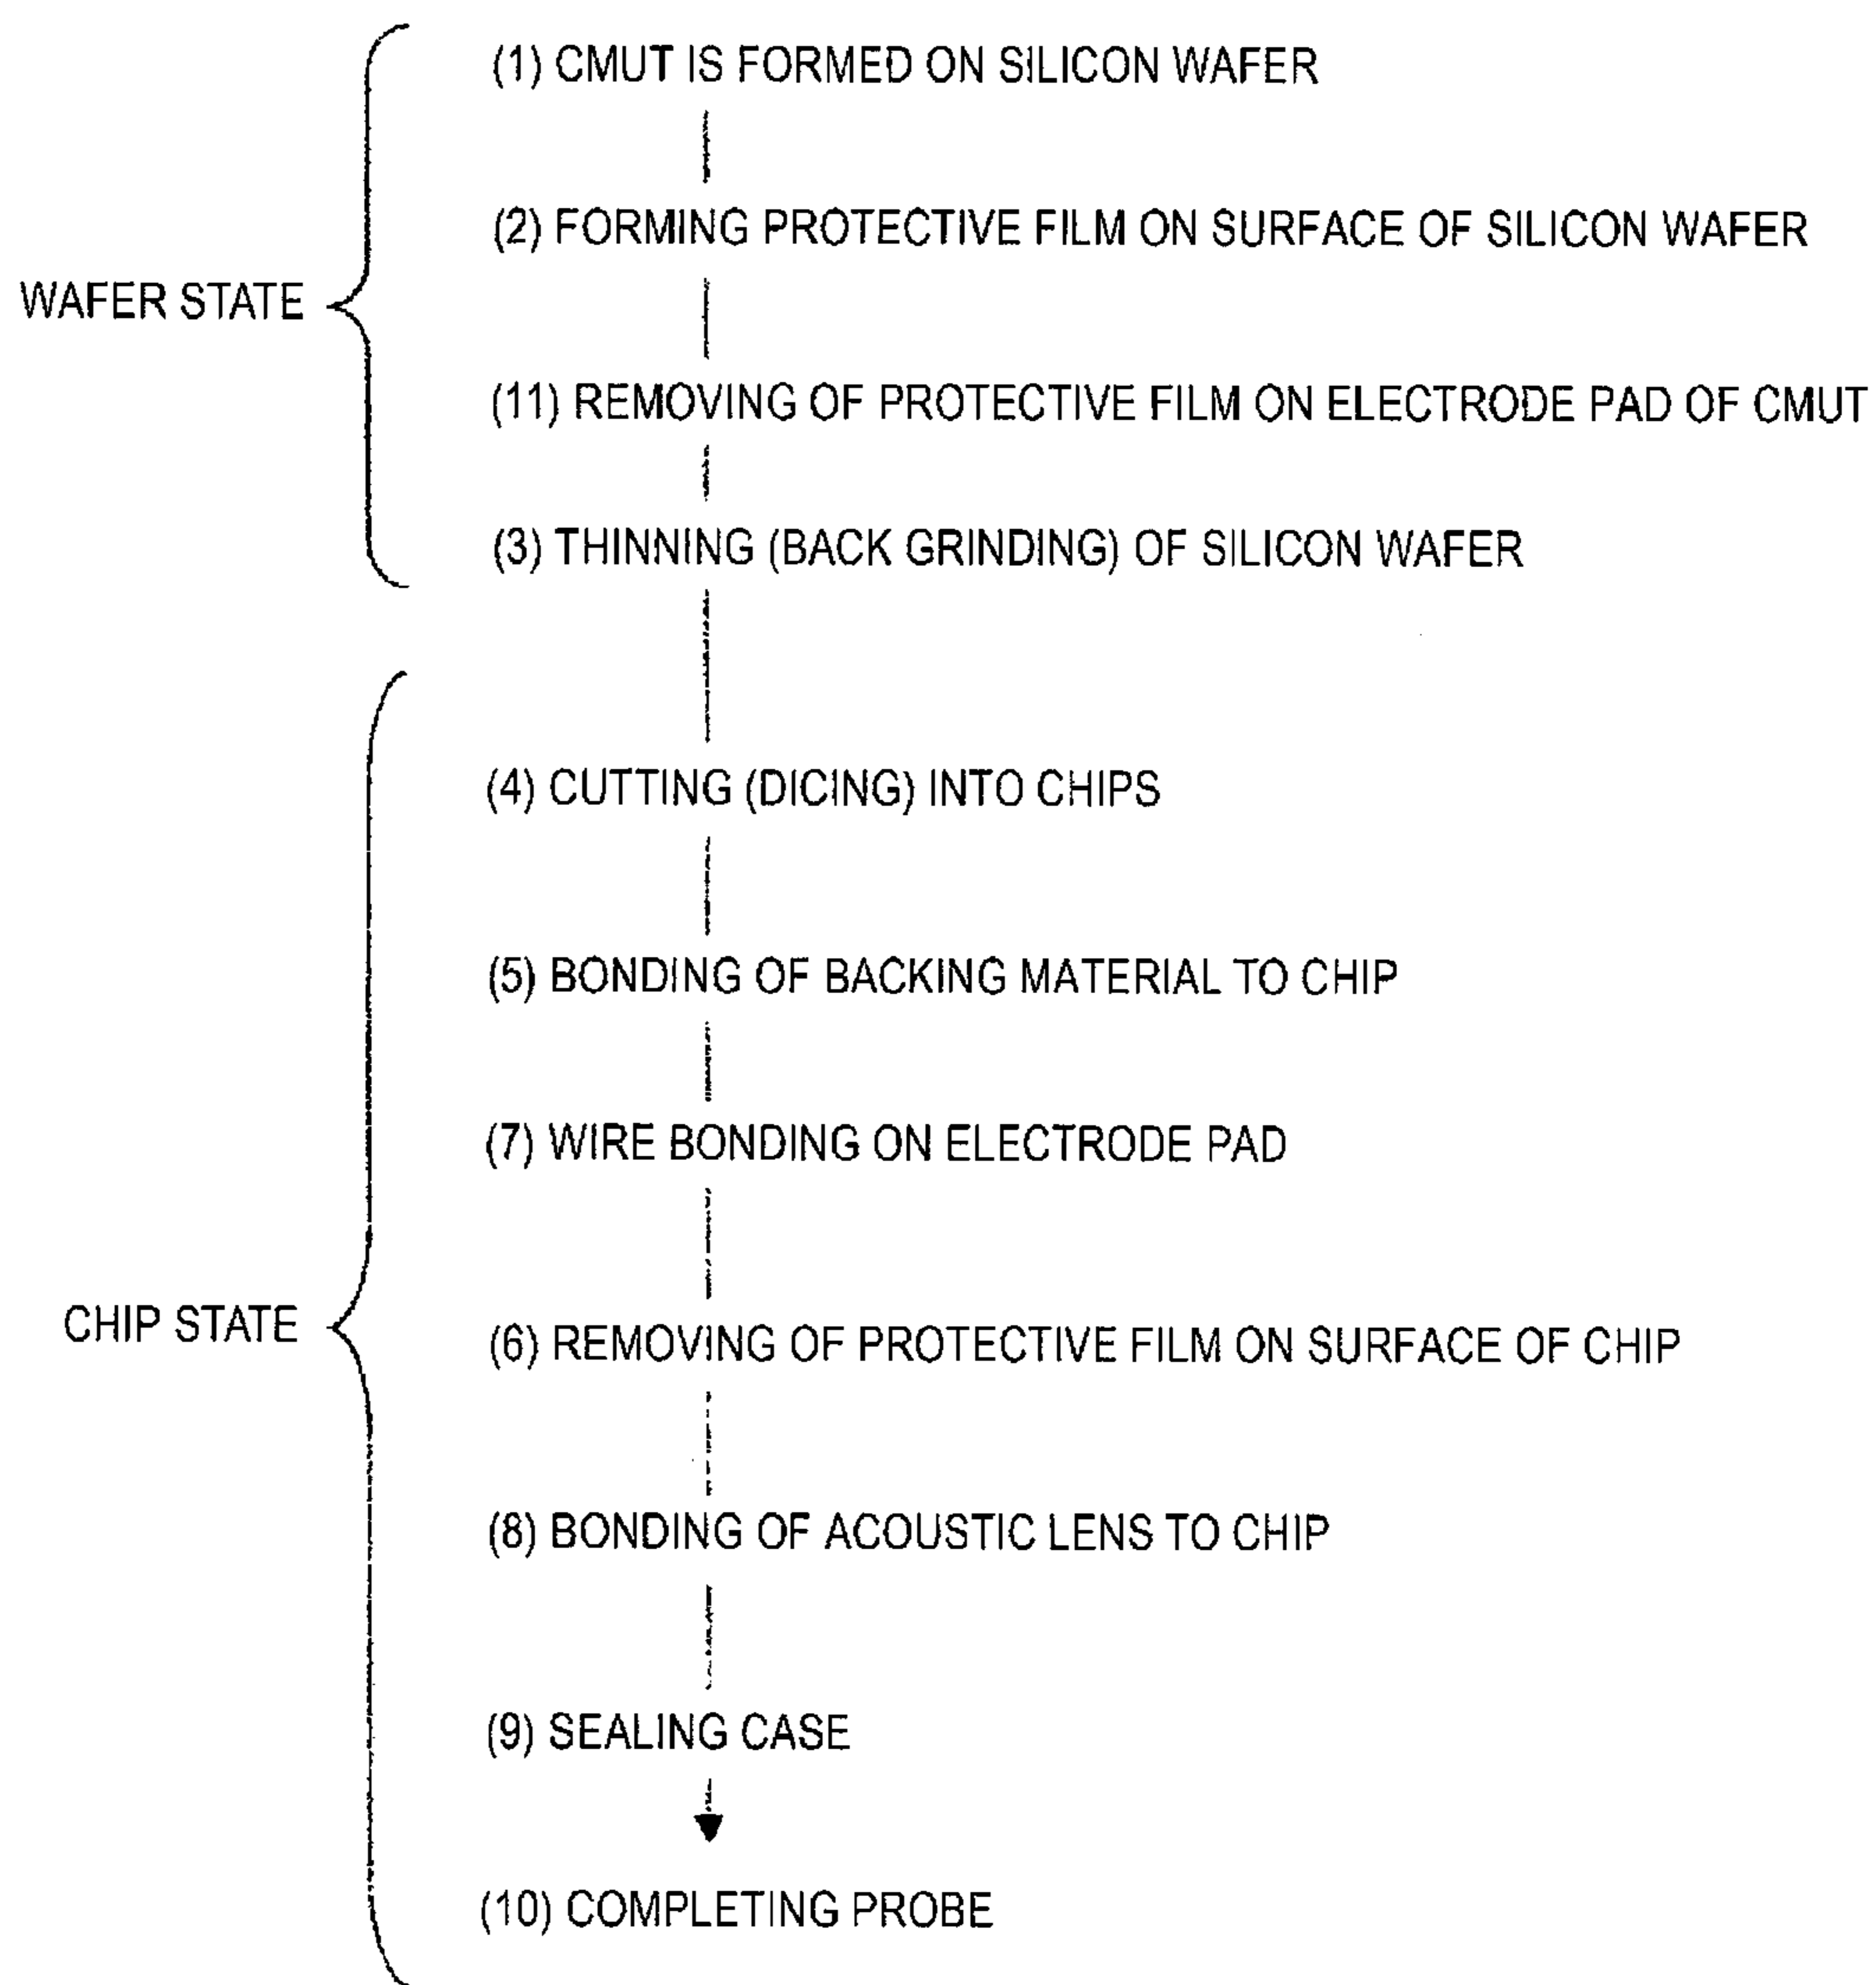 (1) CMUT IS FORMED ON SILICON WAFER
(2) FORMING PROTECTIVE FILM ON SURFACE OF SILICON WAFER
WAFER STATE
(11) REMOVING OF PROTECTIVE FILM ON ELECTRODE PAD OF CMUT
(3) THINNING (BACK GRINDING) OF SILICON WAFER
(4) CUTTING (DICING) INTO CHIPS
(5) BONDING OF BACKING MATERIAL TO CHIP
(7) WIRE BONDING ON ELECTRODE PAD
CHIP STATE
(6) REMOVING OF PROTECTIVE FILM ON SURFACE OF CHIP
(8) BONDING OF ACOUSTIC LENS TO CHIP
(9) SEALING CASE
(10) COMPLETING PROBE